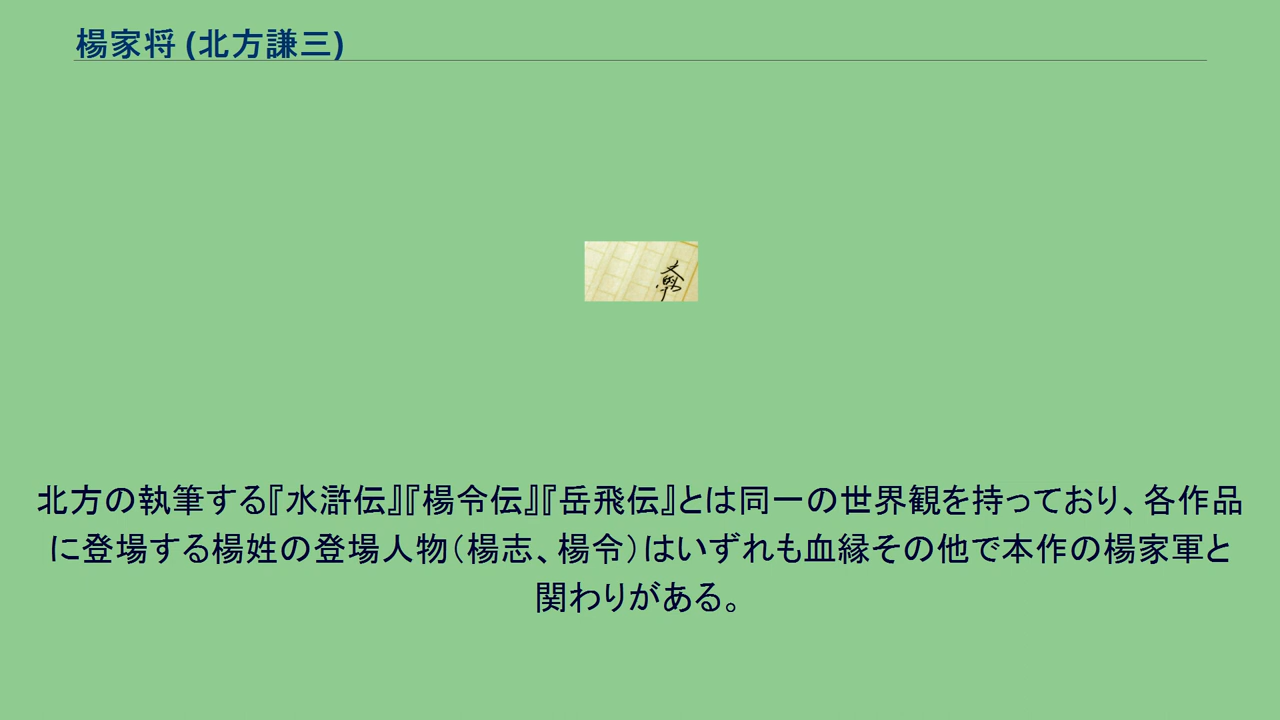 楊家将 (北方謙三)
北方の執筆する『水滸伝』『楊令伝』『岳飛伝』とは同一の世界観を持っており、各作品
に登場する楊姓の登場人物（楊志、楊令）はいずれも血縁その他で本作の楊家軍と
関わりがある。